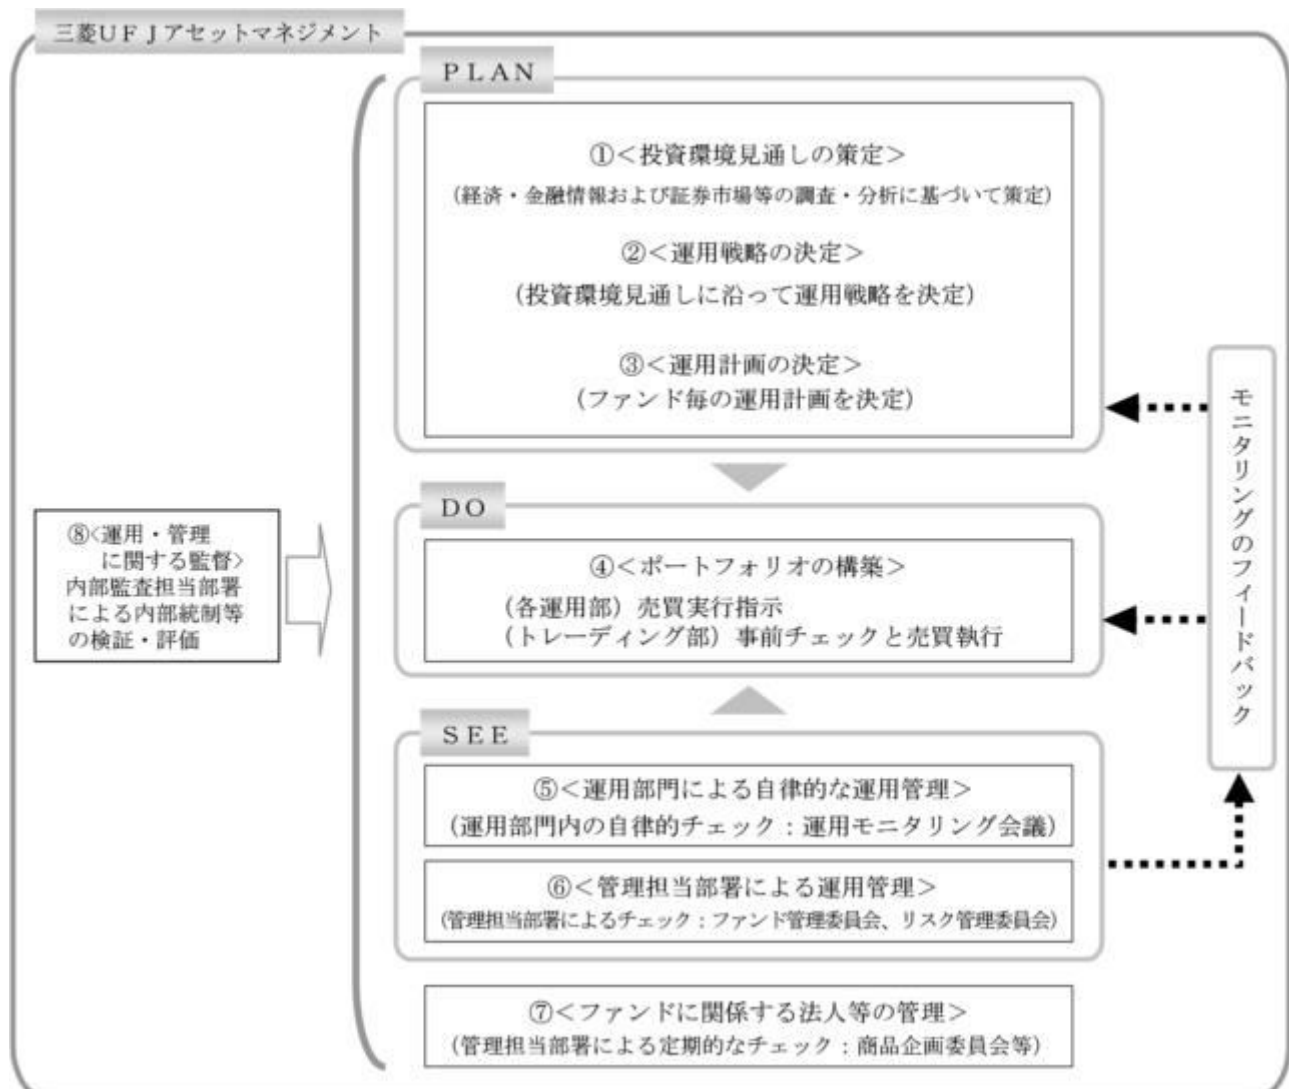 三菱UFJアセットマネジメント
PLAN
①＜投資環境見通しの策定＞
（経済・金融情報および証券市場等の調査・分析に基づいて策定）
②＜運用戦略の決定＞
（投資環境見通しに沿って運用戦略を決定）
③＜運用計画の決定＞
（ファンド毎の運用計画を決定）
DO
④＜ポートフォリオの構築＞
（各運用部）売買実行指示
（トレーディング部）事前チェックと売買執行
SEE
⑤＜運用部門による自律的な運用管理＞
（運用部門内の自律的チェック：運用モニタリング会議）
⑥＜管理担当部署による運用管理＞
（管理担当部署によるチェック：ファンド管理委員会、リスク管理委員会）
⑦＜ファンドに関係する法人等の管理＞
（管理担当部署による定期的なチェック：商品企画委員会等）
⑧＜運用・管理
に関する監督＞
内部監査担当部署
による内部統制等
の検証・評価
モニタリングのフィードバック